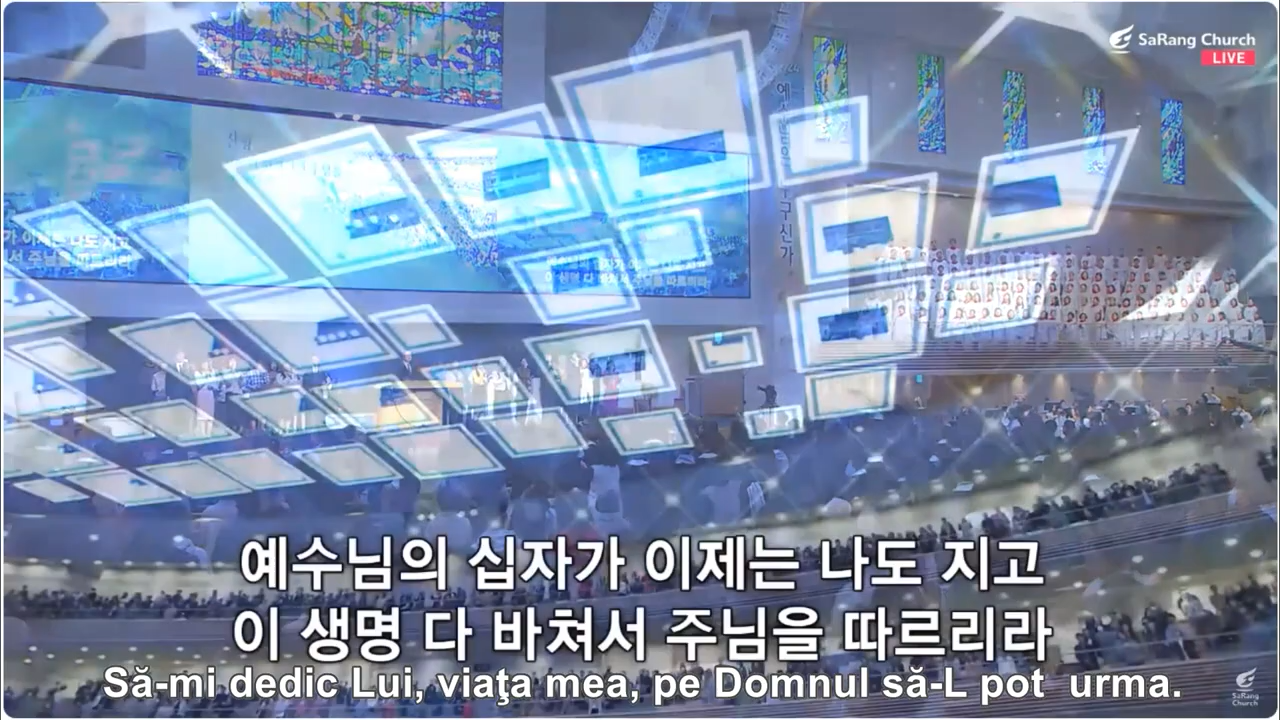 SaRang Church
LIVE
예수님의 십자가 이제는 나도 지고
이 생명 다 바쳐서 주님을 따르리라
Să-mi dedic Lui, viaţa mea, pe Domnul să-L pot  urma.
SaRang
Church